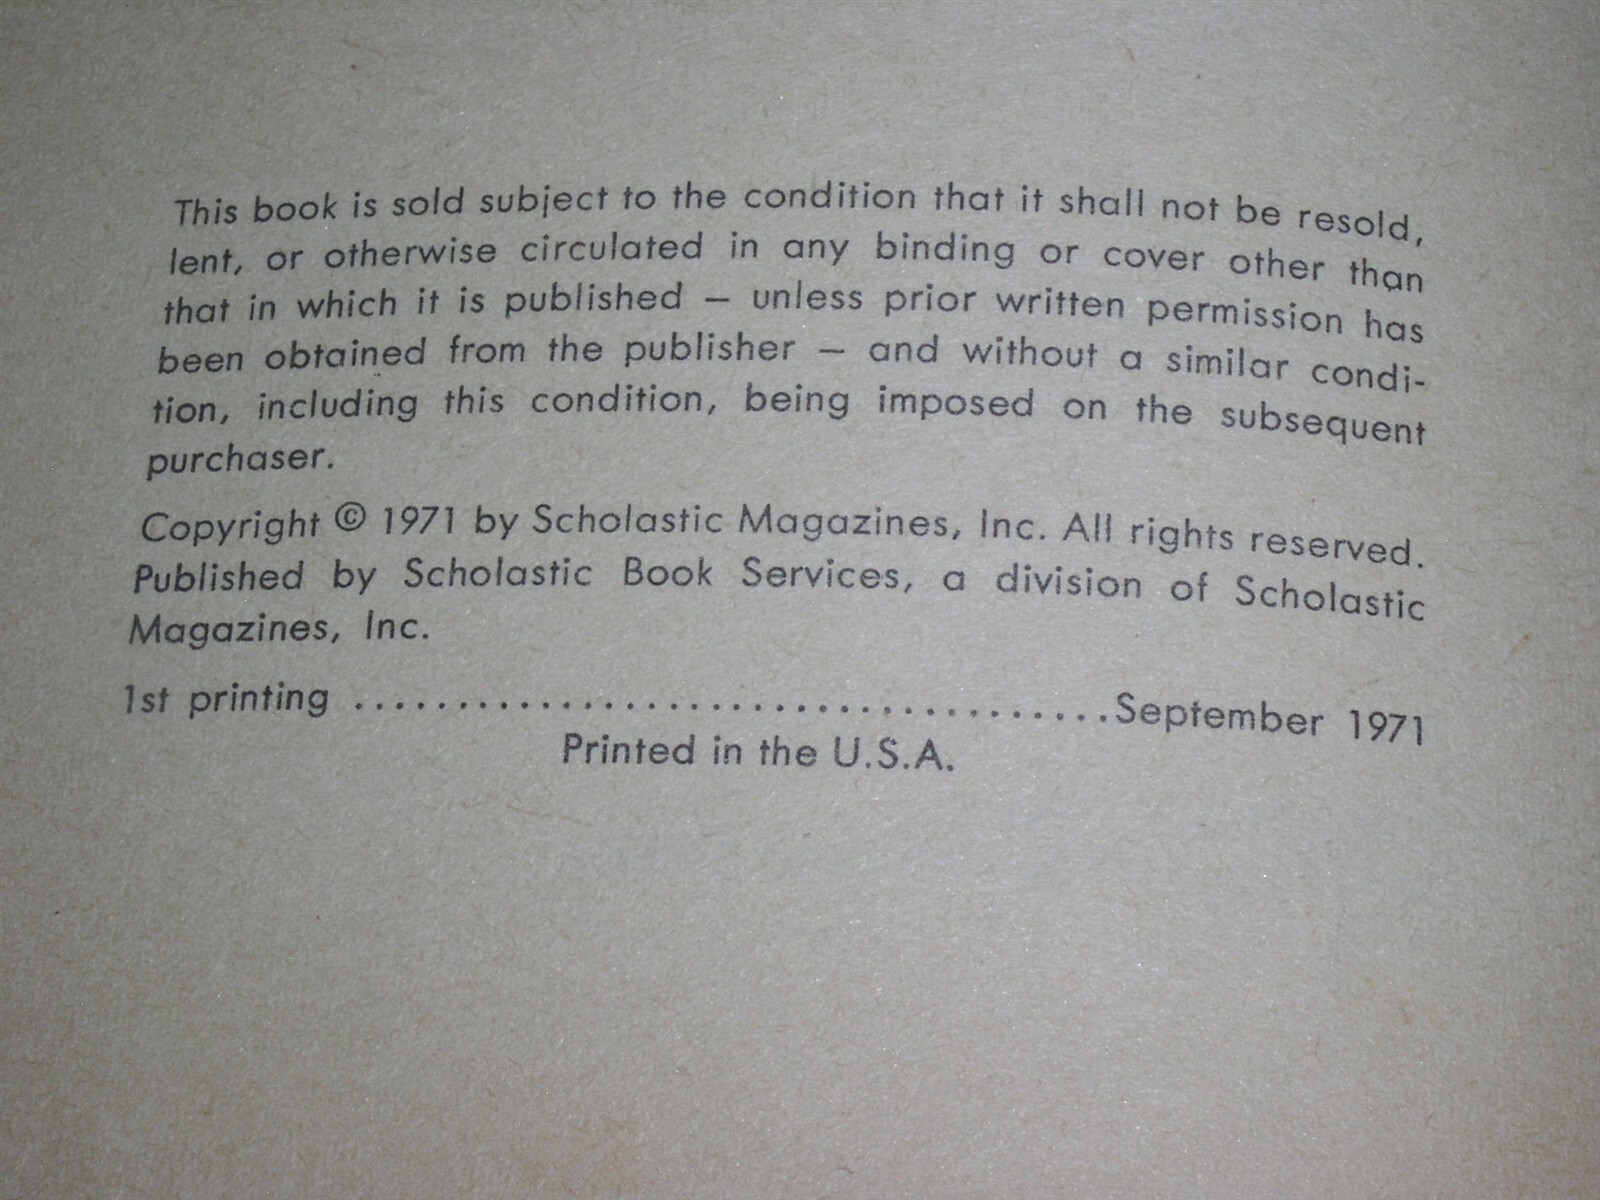 This book is sold subject to the condition that it shall not be resold,
lent, or otherwise circulated in any binding or cover other than
that in which it is published — unless prior written permission has
been obtained from the publisher — and without a similar condi-
tion, including this condition, being imposed on the subsequent
purchaser.
Copyright © 1971 by Scholastic Magazines, Inc. All rights reserved.
Published by Scholastic Book Services, a division of Scholastic
Magazines, Inc.
1st printing .....................................September 1971
Printed in the U.S.A.